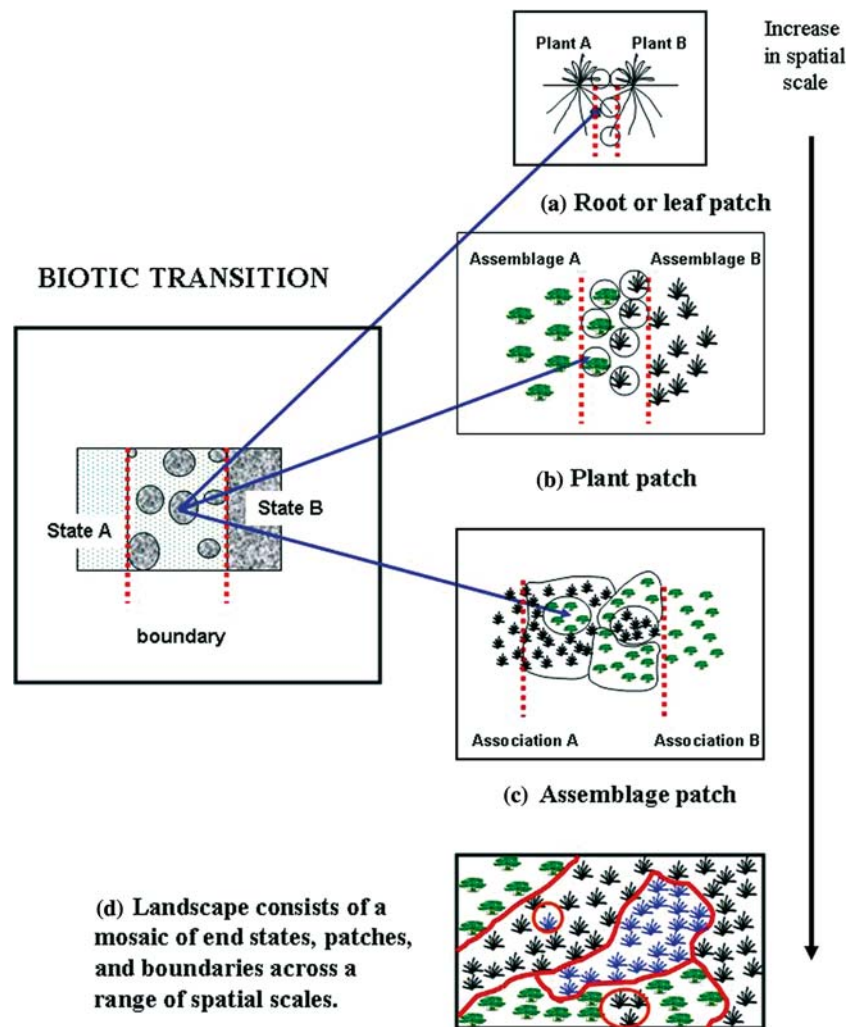 Increase
in spatial
scale
Plant A Plant B
(a) Root or leaf patch
BIOTIC TRANSITION
Assemblage A Assemblage B
(b) Plant patch
State A State B
boundary
Association A Association B
(c) Assemblage patch
(d) Landscape consists of a
mosaic of end states, patches,
and boundaries across a
range of spatial scales.